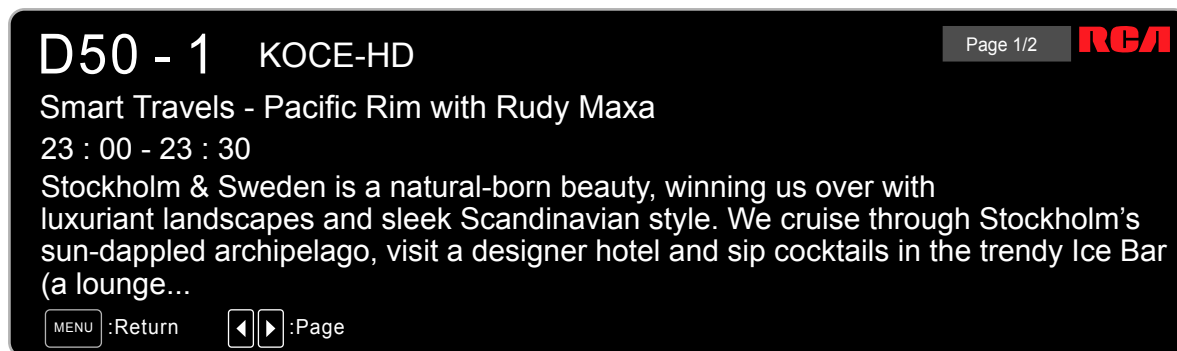 D50 - 1 KOCE-HD Page 1/2 RCA
Smart Travels - Pacific Rim with Rudy Maxa
23 : 00 - 23 : 30
Stockholm & Sweden is a natural-born beauty, winning us over with
luxuriant landscapes and sleek Scandinavian style. We cruise through Stockholm's
sun-dappled archipelago, visit a designer hotel and sip cocktails in the trendy Ice Bar
(a lounge...
MENU :Return :Page